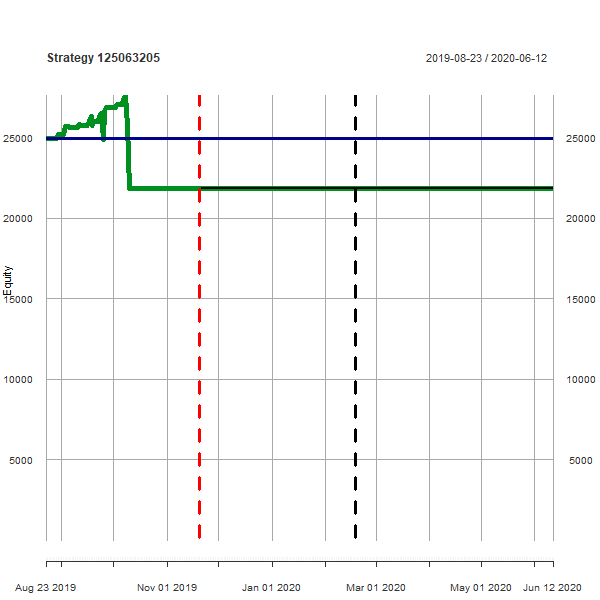 Strategy 125063205
2019-08-23 / 2020-06-12
25000
25000
20000
20000
Equity
15000
15000
10000
10000
5000
5000
Aug 23 2019
Nov 01 2019
Jan 01 2020
Mar 01 2020
May 01 2020
Jun 12 2020